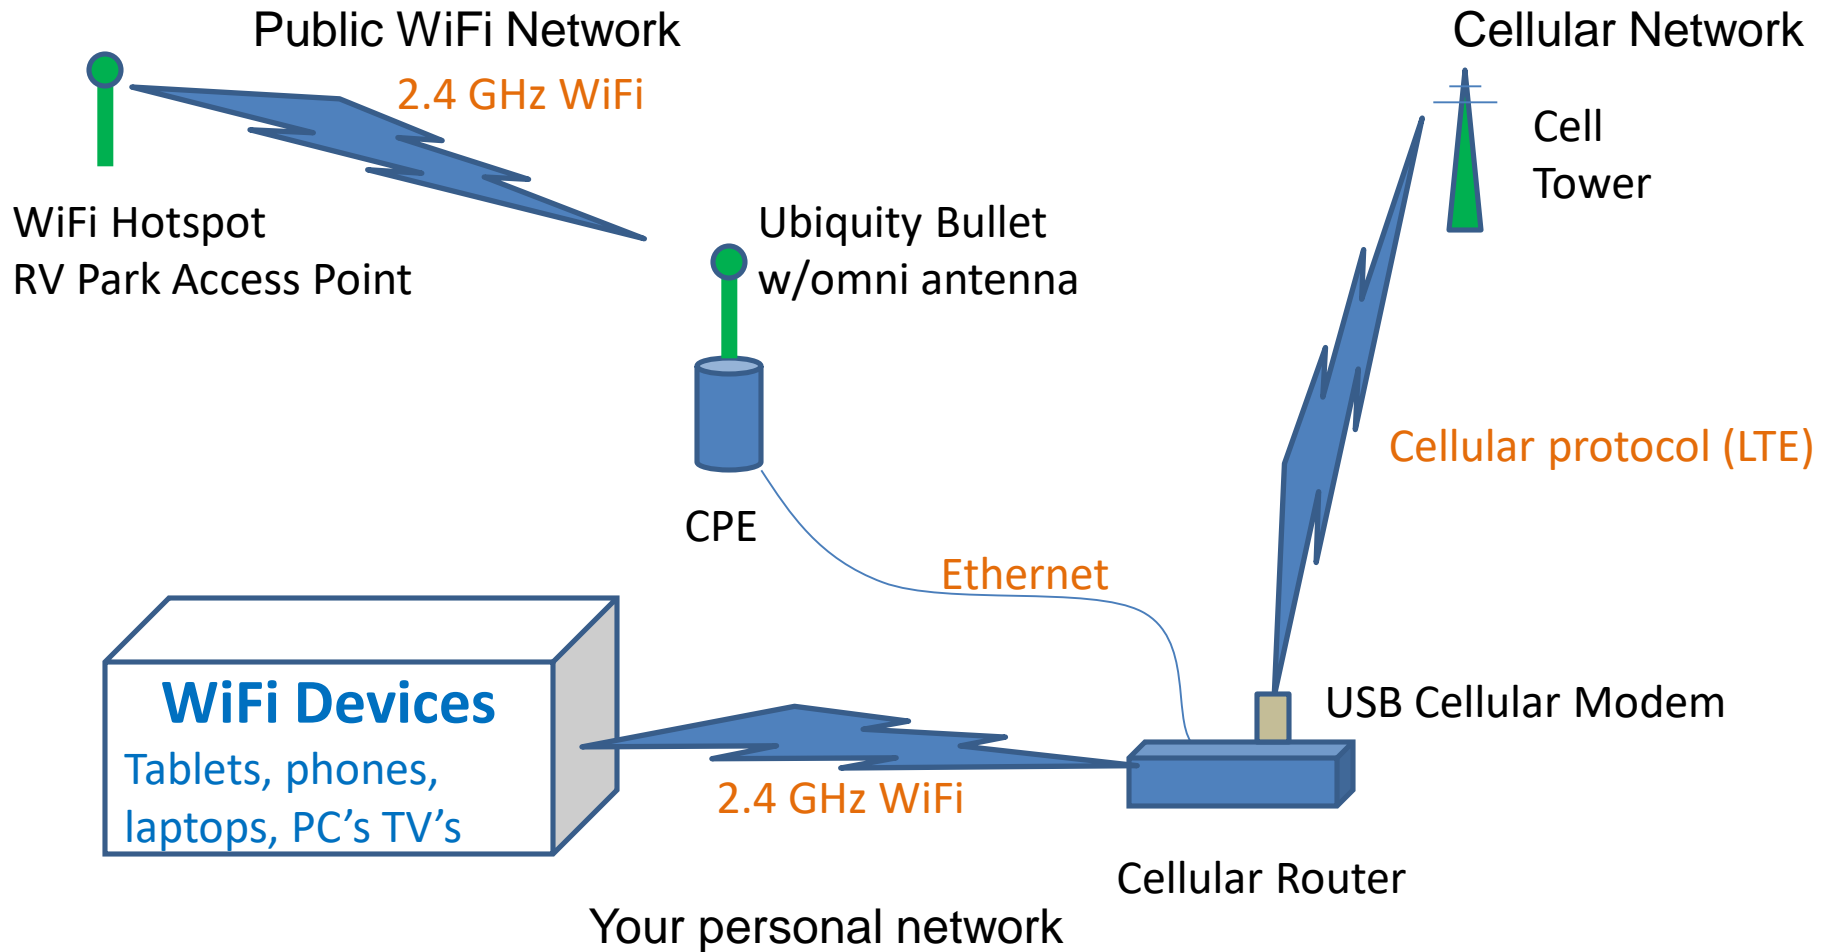 Public WiFi Network
Cellular Network
2.4 GHz WiFi
Cell
Tower
WiFi Hotspot
RV Park Access Point
Ubiquity Bullet
w/omni antenna
Cellular protocol (LTE)
CPE
Ethernet
WiFi Devices
Tablets, phones,
laptops, PC’s TV’s
USB Cellular Modem
2.4 GHz WiFi
Cellular Router
Your personal network